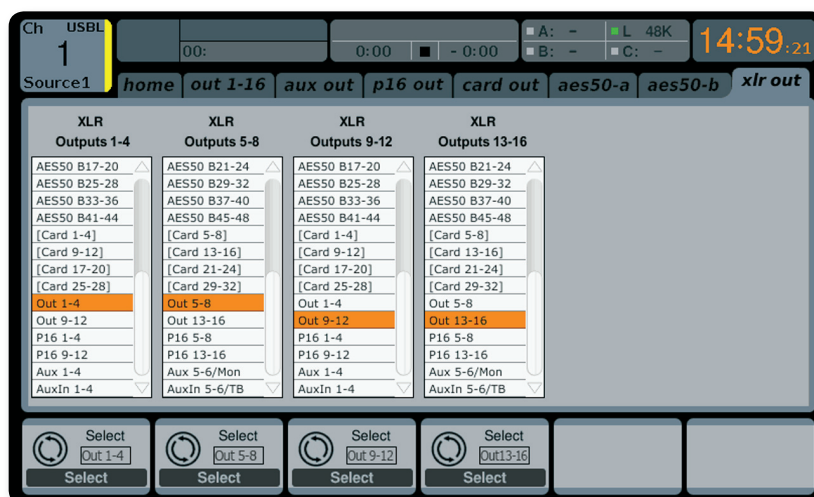 Ch USBL
1
Source1
00:
0:00 - 0:00
A: - L 48K
B: - C: -
14:59:21
home out 1-16 aux out p16 out card out aes50-a aes50-b xlr out
XLR Outputs 1-4
XLR Outputs 5-8
XLR Outputs 9-12
XLR Outputs 13-16
AES50 B17-20 AES50 B21-24 AES50 B17-20 AES50 B21-24
AES50 B25-28 AES50 B29-32 AES50 B25-28 AES50 B29-32
AES50 B33-36 AES50 B37-40 AES50 B33-36 AES50 B37-40
AES50 B41-44 AES50 B45-48 AES50 B41-44 AES50 B45-48
[Card 1-4] [Card 5-8] [Card 1-4] [Card 5-8]
[Card 9-12] [Card 13-16] [Card 9-12] [Card 13-16]
[Card 17-20] [Card 21-24] [Card 17-20] [Card 21-24]
[Card 25-28] [Card 29-32] [Card 25-28] [Card 29-32]
Out 1-4 Out 5-8 Out 1-4 Out 5-8
Out 9-12 Out 13-16 Out 9-12 Out 13-16
P16 1-4 P16 5-8 P16 1-4 P16 5-8
P16 9-12 P16 13-16 P16 9-12 P16 13-16
Aux 1-4 Aux 5-6/Mon Aux 1-4 Aux 5-6/Mon
AuxIn 1-4 AuxIn 5-6/TB AuxIn 1-4 AuxIn 5-6/TB
Select Select Select Select
Out 1-4 Out 5-8 Out 9-12 Out13-16
Select Select Select Select